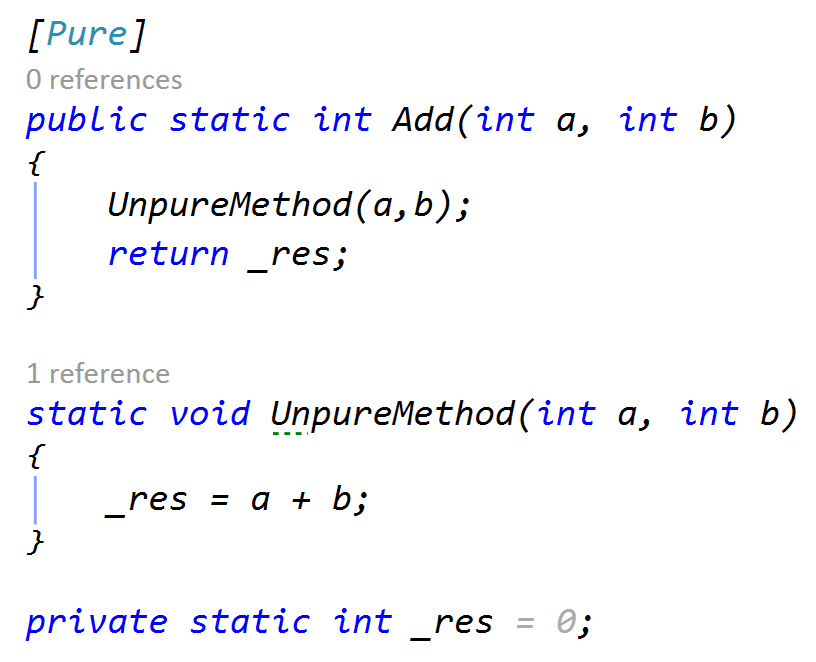 [Pure]
0 references
public static int Add(int a, int b)
{
    UnpureMethod(a,b);
    return _res;
}
1 reference
static void UnpureMethod(int a, int b)
{
    _res = a + b;
}
private static int _res = 0;